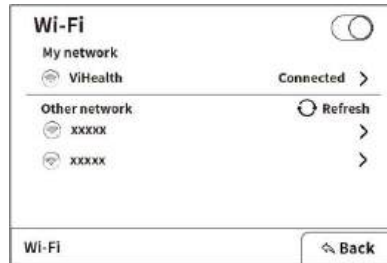 Wi-Fi
My network
ViHealth Connected
Other network Refresh
xxxxx
xxxxx
Wi-Fi Back